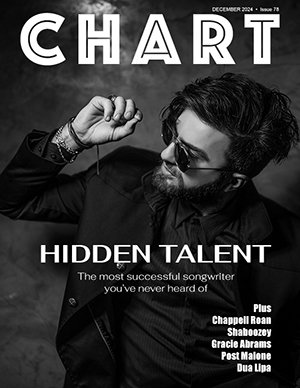 CHART
DECEMBER 2024 • Issue 78
HIDDEN TALENT
The most successful songwriter
you've never heard of
Plus
Chappell Roan
Shaboozey
Gracie Abrams
Post Malone
Dua Lipa